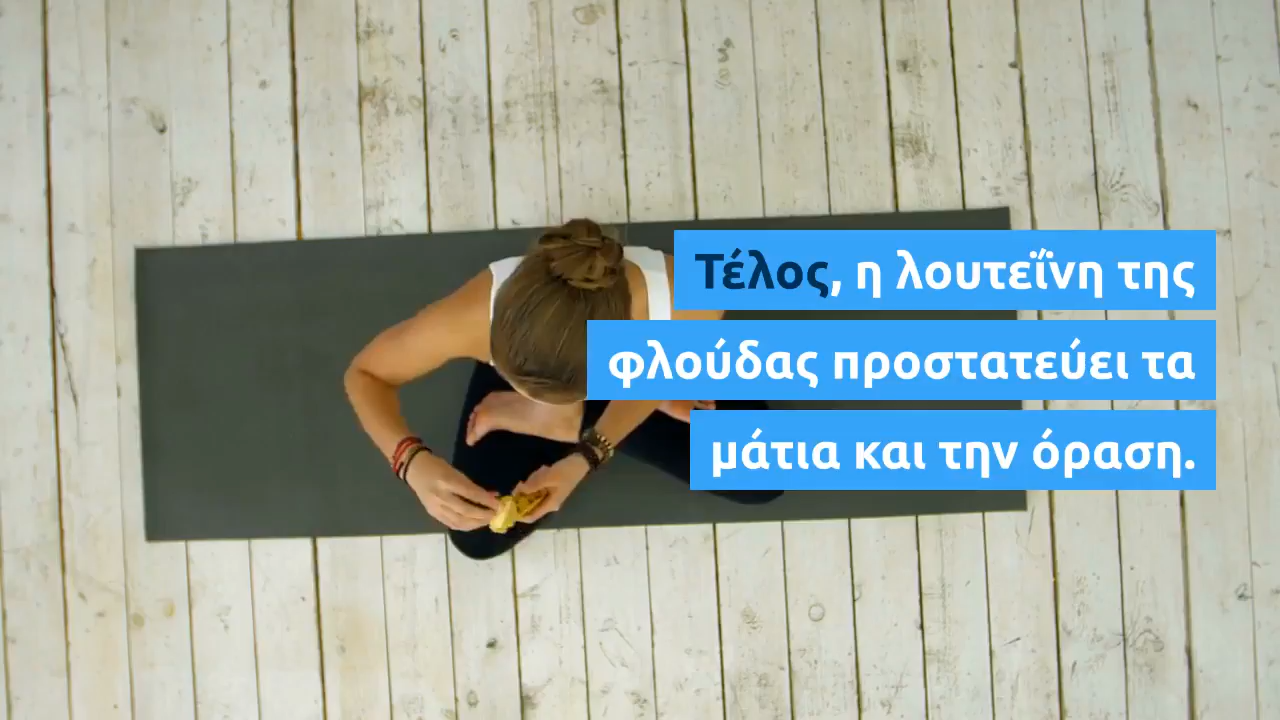 Τέλος, η λουτεΐνη της
φλούδας προστατεύει τα
μάτια και την όραση.